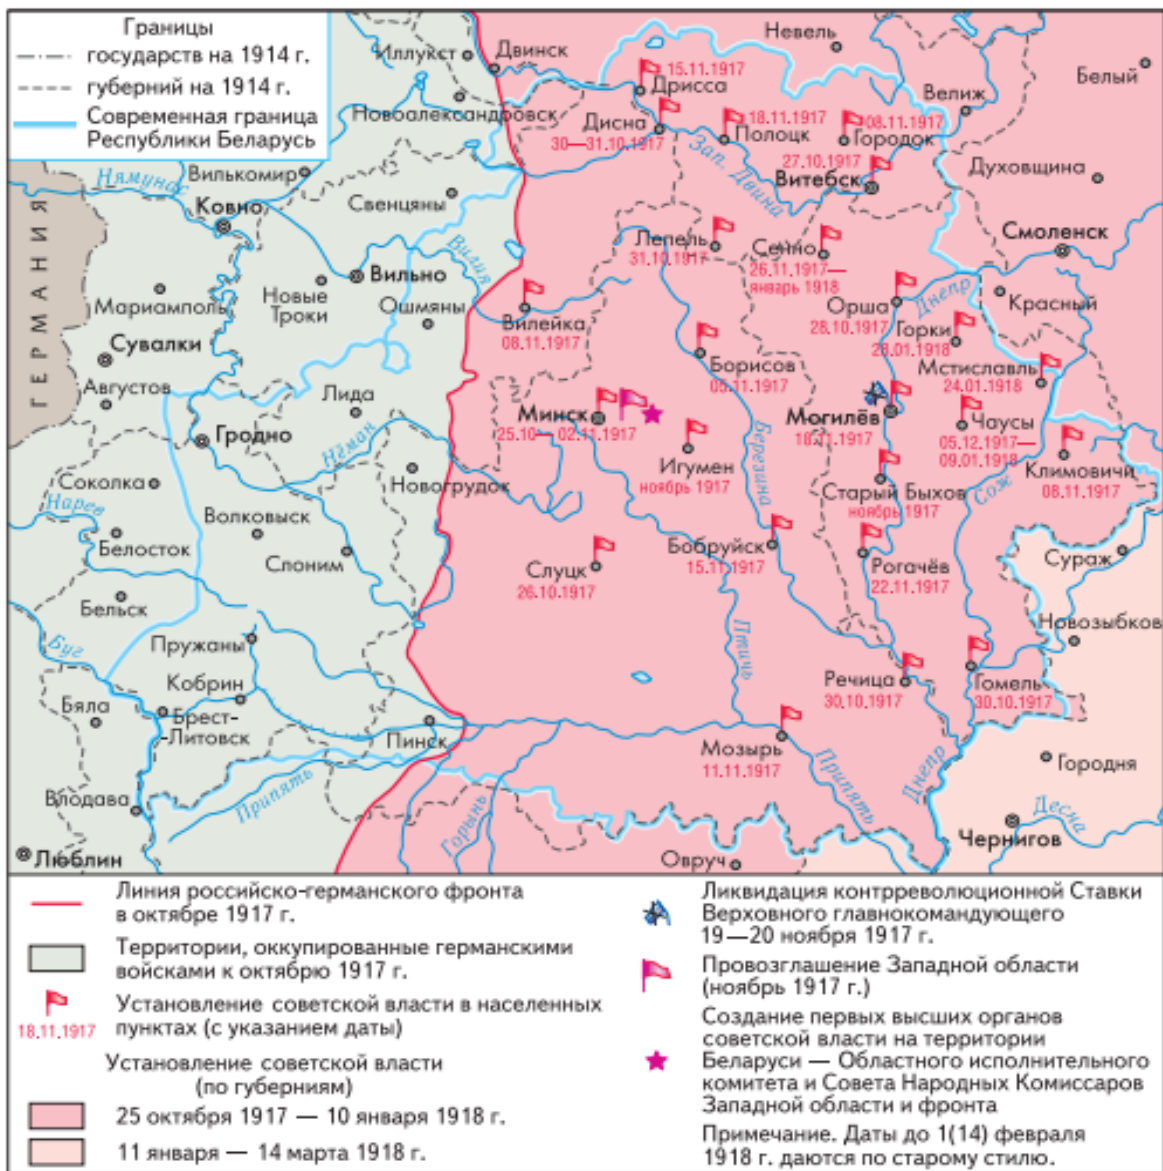 Границы
государств на 1914 г.
губерний на 1914 г.
Современная граница
Республики Беларусь
Невель
Иллукст
Двинск
15.11.1917
Дрисса
Белый
Велиж
Новоалександровск
Дисна
30—31.10.1917
18.11.1917
Полоцк
08.11.1917
Городок
27.10.1917
Витебск
Зап. Двина
Духовщина
Нямунас
Вилькомир
Ковно
Свенцяны
ГЕРМАНИЯ
Лепель
31.10.1917
Сенно
26.11.1917—
январь 1918
Смоленск
Вилия
Вильно
Новые
Троки
Ошмяны
Мариамполь
Вилейка
08.11.1917
Орша
28.10.1917
Днепр
Красный
Горки
28.01.1918
Сувалки
Августов
Борисов
05.11.1917
Мстиславль
24.01.1918
Лида
Гродно
Нёман
Минск
25.10— 02.11.1917
Могилёв
18.11.1917
Чаусы
05.12.1917—
09.01.1918
Березина
Игумен
ноябрь 1917
Климовичи
08.11.1917
Соколка
Новогрудок
Старый Быхов
ноябрь 1917
Сож
Нарев
Волковыск
Белосток
Слоним
Слуцк
26.10.1917
Бобруйск
15.11.1917
Рогачёв
22.11.1917
Сураж
Бельск
Новозыбков
Буг
Пружаны
Птичь
Кобрин
Речица
30.10.1917
Гомель
30.10.1917
Бяла
Брест-
-Литовск
Пинск
Мозырь
11.11.1917
Припять
Днепр
Городня
Влодава
Припять
Горынь
Десна
Чернигов
Люблин
Овруч
Линия российско-германского фронта
в октябре 1917 г.
Территории, оккупированные германскими
войсками к октябрю 1917 г.
Установление советской власти в населенных
18.11.1917 пунктах (с указанием даты)
Установление советской власти
(по губерниям)
25 октября 1917 — 10 января 1918 г.
11 января — 14 марта 1918 г.
Ликвидация контрреволюционной Ставки
Верховного главнокомандующего
19—20 ноября 1917 г.
Провозглашение Западной области
(ноябрь 1917 г.)
Создание первых высших органов
советской власти на территории
Беларуси — Областного исполнительного
комитета и Совета Народных Комиссаров
Западной области и фронта
Примечание. Даты до 1(14) февраля
1918 г. даются по старому стилю.